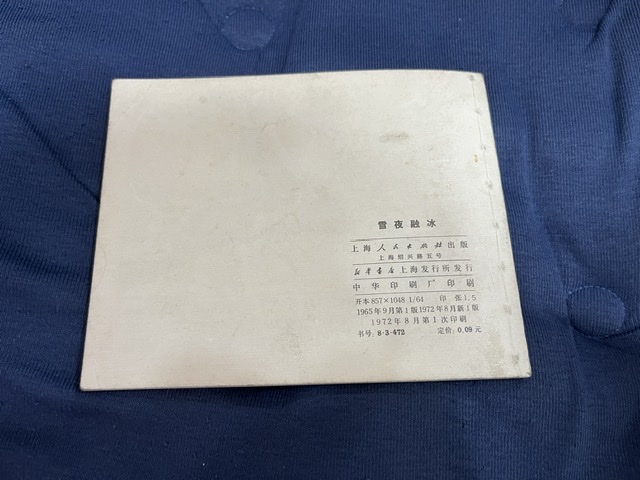 雪夜融冰
上海人民出版社出版
上海绍兴路五号
新华书店上海发行所发行
中华印刷厂印刷
开本 857×1048 1/64 印张 1.5
1965年9月第1版 1972年8月新1版
1972年8月第1次印刷
书号: 8·3·472 定价: 0.09元